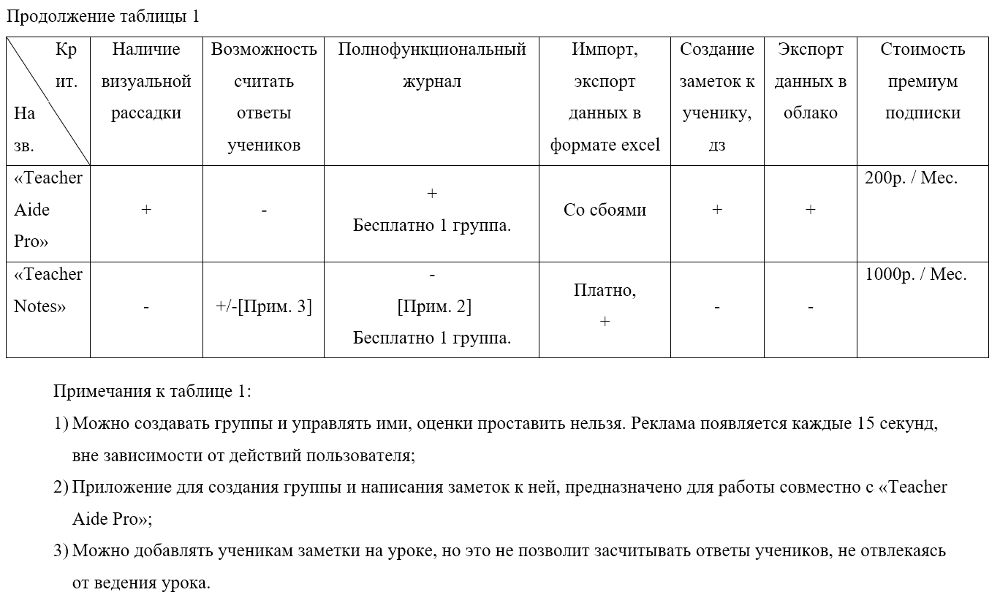 Продолжение таблицы 1
Кр
ит.
На
зв.
Наличие
визуальной
рассадки
Возможность
считать
ответы
учеников
Полнофункциональный
журнал
Импорт,
экспорт
данных в
формате excel
Создание
заметок к
ученику,
дз
Экспорт
данных в
облако
Стоимость
премиум
подписки
«Teacher
Aide
Pro»
+
-
+
Бесплатно 1 группа.
Со сбоями
+
+
200р. / Мес.
«Teacher
Notes»
-
+/-[Прим. 3]
-
[Прим. 2]
Бесплатно 1 группа.
Платно,
+
-
-
1000р. / Мес.
Примечания к таблице 1:
1) Можно создавать группы и управлять ими, оценки проставить нельзя. Реклама появляется каждые 15 секунд,
вне зависимости от действий пользователя;
2) Приложение для создания группы и написания заметок к ней, предназначено для работы совместно с «Teacher
Aide Pro»;
3) Можно добавлять ученикам заметки на уроке, но это не позволит засчитывать ответы учеников, не отвлекаясь
от ведения урока.